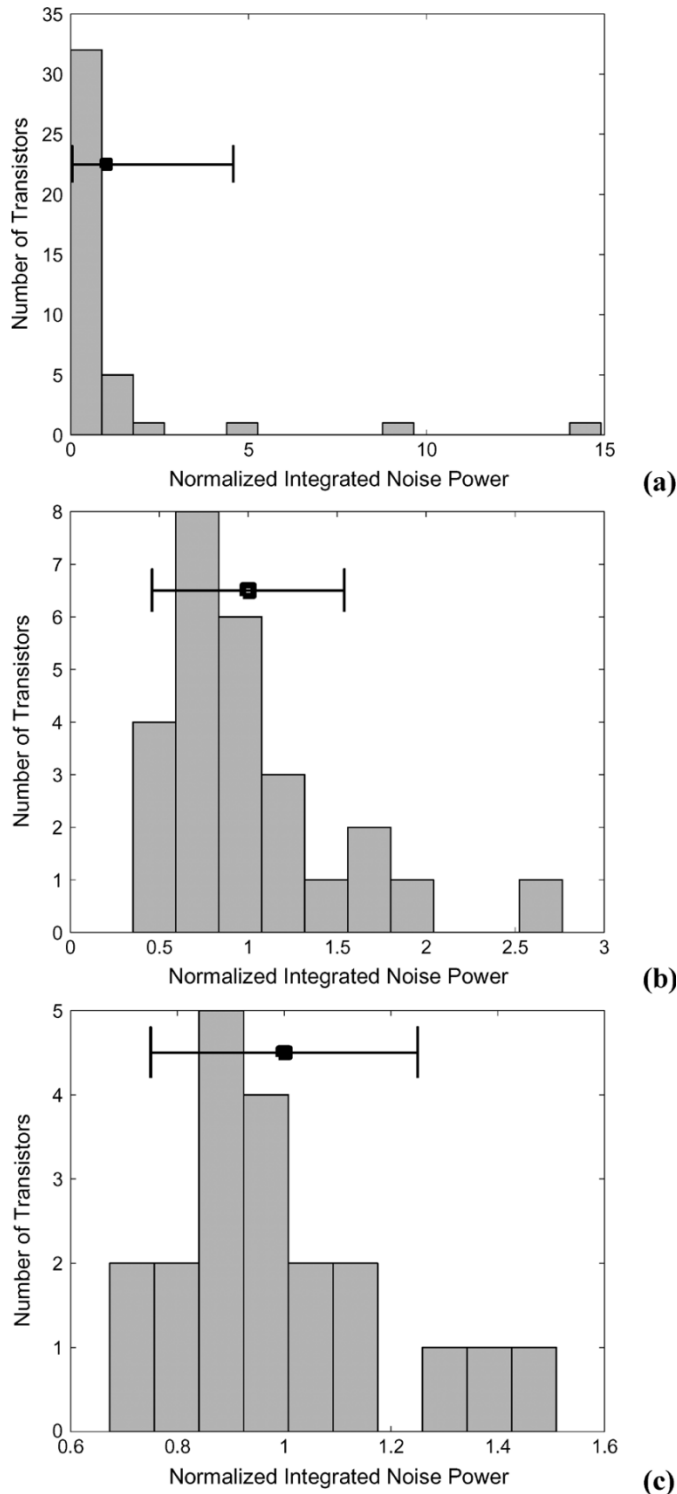 35
30
25
20
15
10
5
0
Number of Transistors
0 5 10 15
Normalized Integrated Noise Power
(a)
8
7
6
5
4
3
2
1
0
Number of Transistors
0 0.5 1 1.5 2 2.5 3
Normalized Integrated Noise Power
(b)
5
4
3
2
1
0
Number of Transistors
0.6 0.8 1 1.2 1.4 1.6
Normalized Integrated Noise Power
(c)